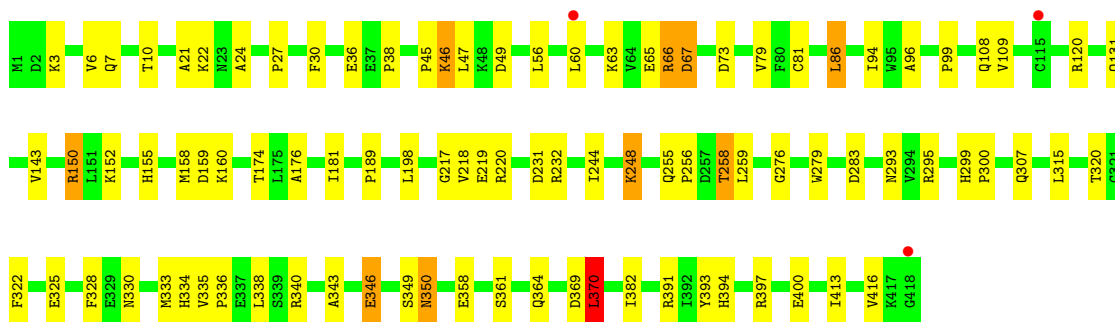 M1 D2 K3 V6 Q7 T10 A21 K22 N23 A24 P27 F30 E36 E37 P38 P45 K46 L47 K48 D49 L56 L60 K63 V64 E65 R66 D67 D73 V79 F80 C81 L86 I94 W95 A96 P99 Q108 V109 C115 R120
V143 R150 L151 K152 H155 M158 D159 K160 T174 L175 A176 I181 P189 L198 G217 V218 E219 R220 D231 R232 I244 K248 Q255 P256 D257 T258 L259 G276 W279 D283 N293 V294 R295 H299 P300 Q307 L315 T320
F322 E325 F328 E329 N330 M333 H334 V335 P336 E337 L338 S339 R340 A343 E346 S349 N350 E358 S361 Q364 D369 L370 I382 R391 I392 Y393 H394 R397 E400 I413 V416 K417 G418